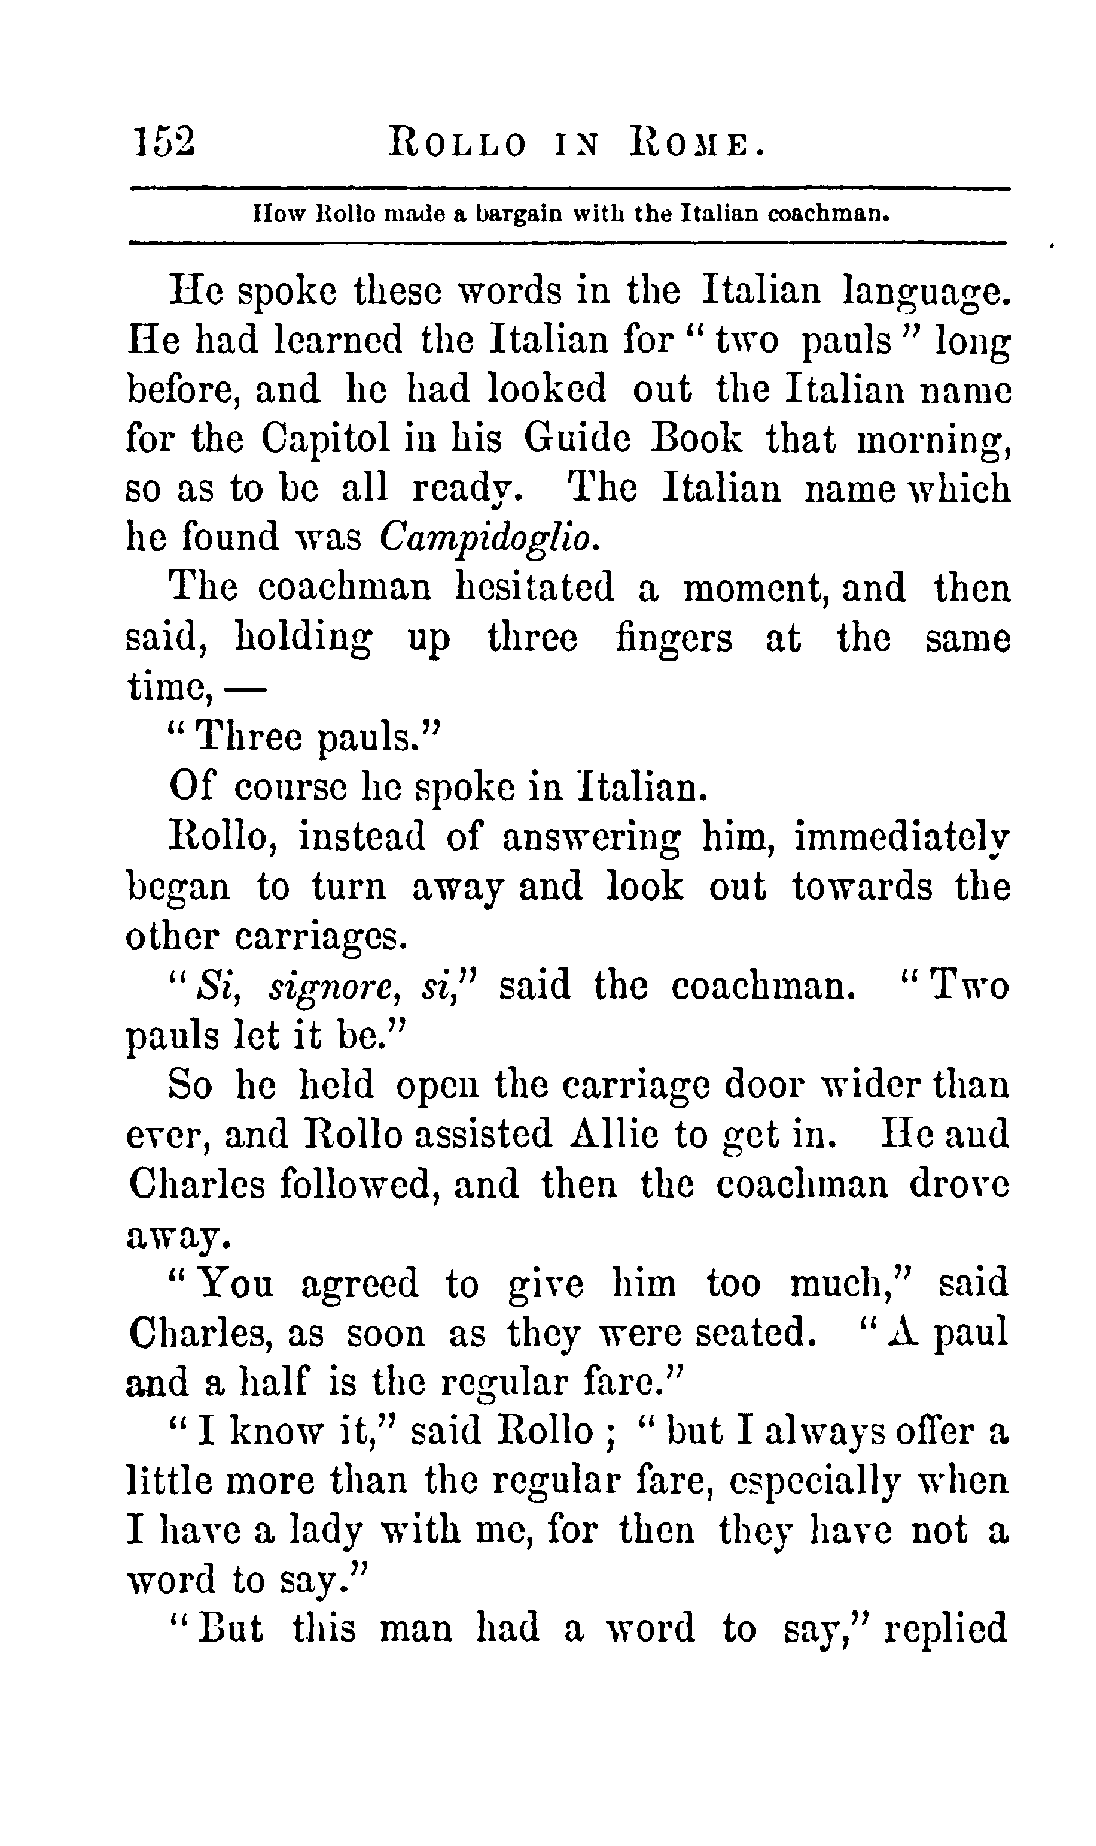 152 ROLLO IN ROME.
How Rollo made a bargain with the Italian coachman.
He spoke these words in the Italian language.
He had learned the Italian for “ two pauls ” long
before, and he had looked out the Italian name
for the Capitol in his Guide Book that morning,
so as to be all ready. The Italian name which
he found was Campidoglio.
The coachman hesitated a moment, and then
said, holding up three fingers at the same
time, —
“ Three pauls.”
Of course he spoke in Italian.
Rollo, instead of answering him, immediately
began to turn away and look out towards the
other carriages.
“ Si, signore, si,” said the coachman. “ Two
pauls let it be.”
So he held open the carriage door wider than
ever, and Rollo assisted Allie to get in. He and
Charles followed, and then the coachman drove
away.
“ You agreed to give him too much,” said
Charles, as soon as they were seated. “ A paul
and a half is the regular fare.”
“ I know it,” said Rollo ; “ but I always offer a
little more than the regular fare, especially when
I have a lady with me, for then they have not a
word to say.”
“ But this man had a word to say,” replied